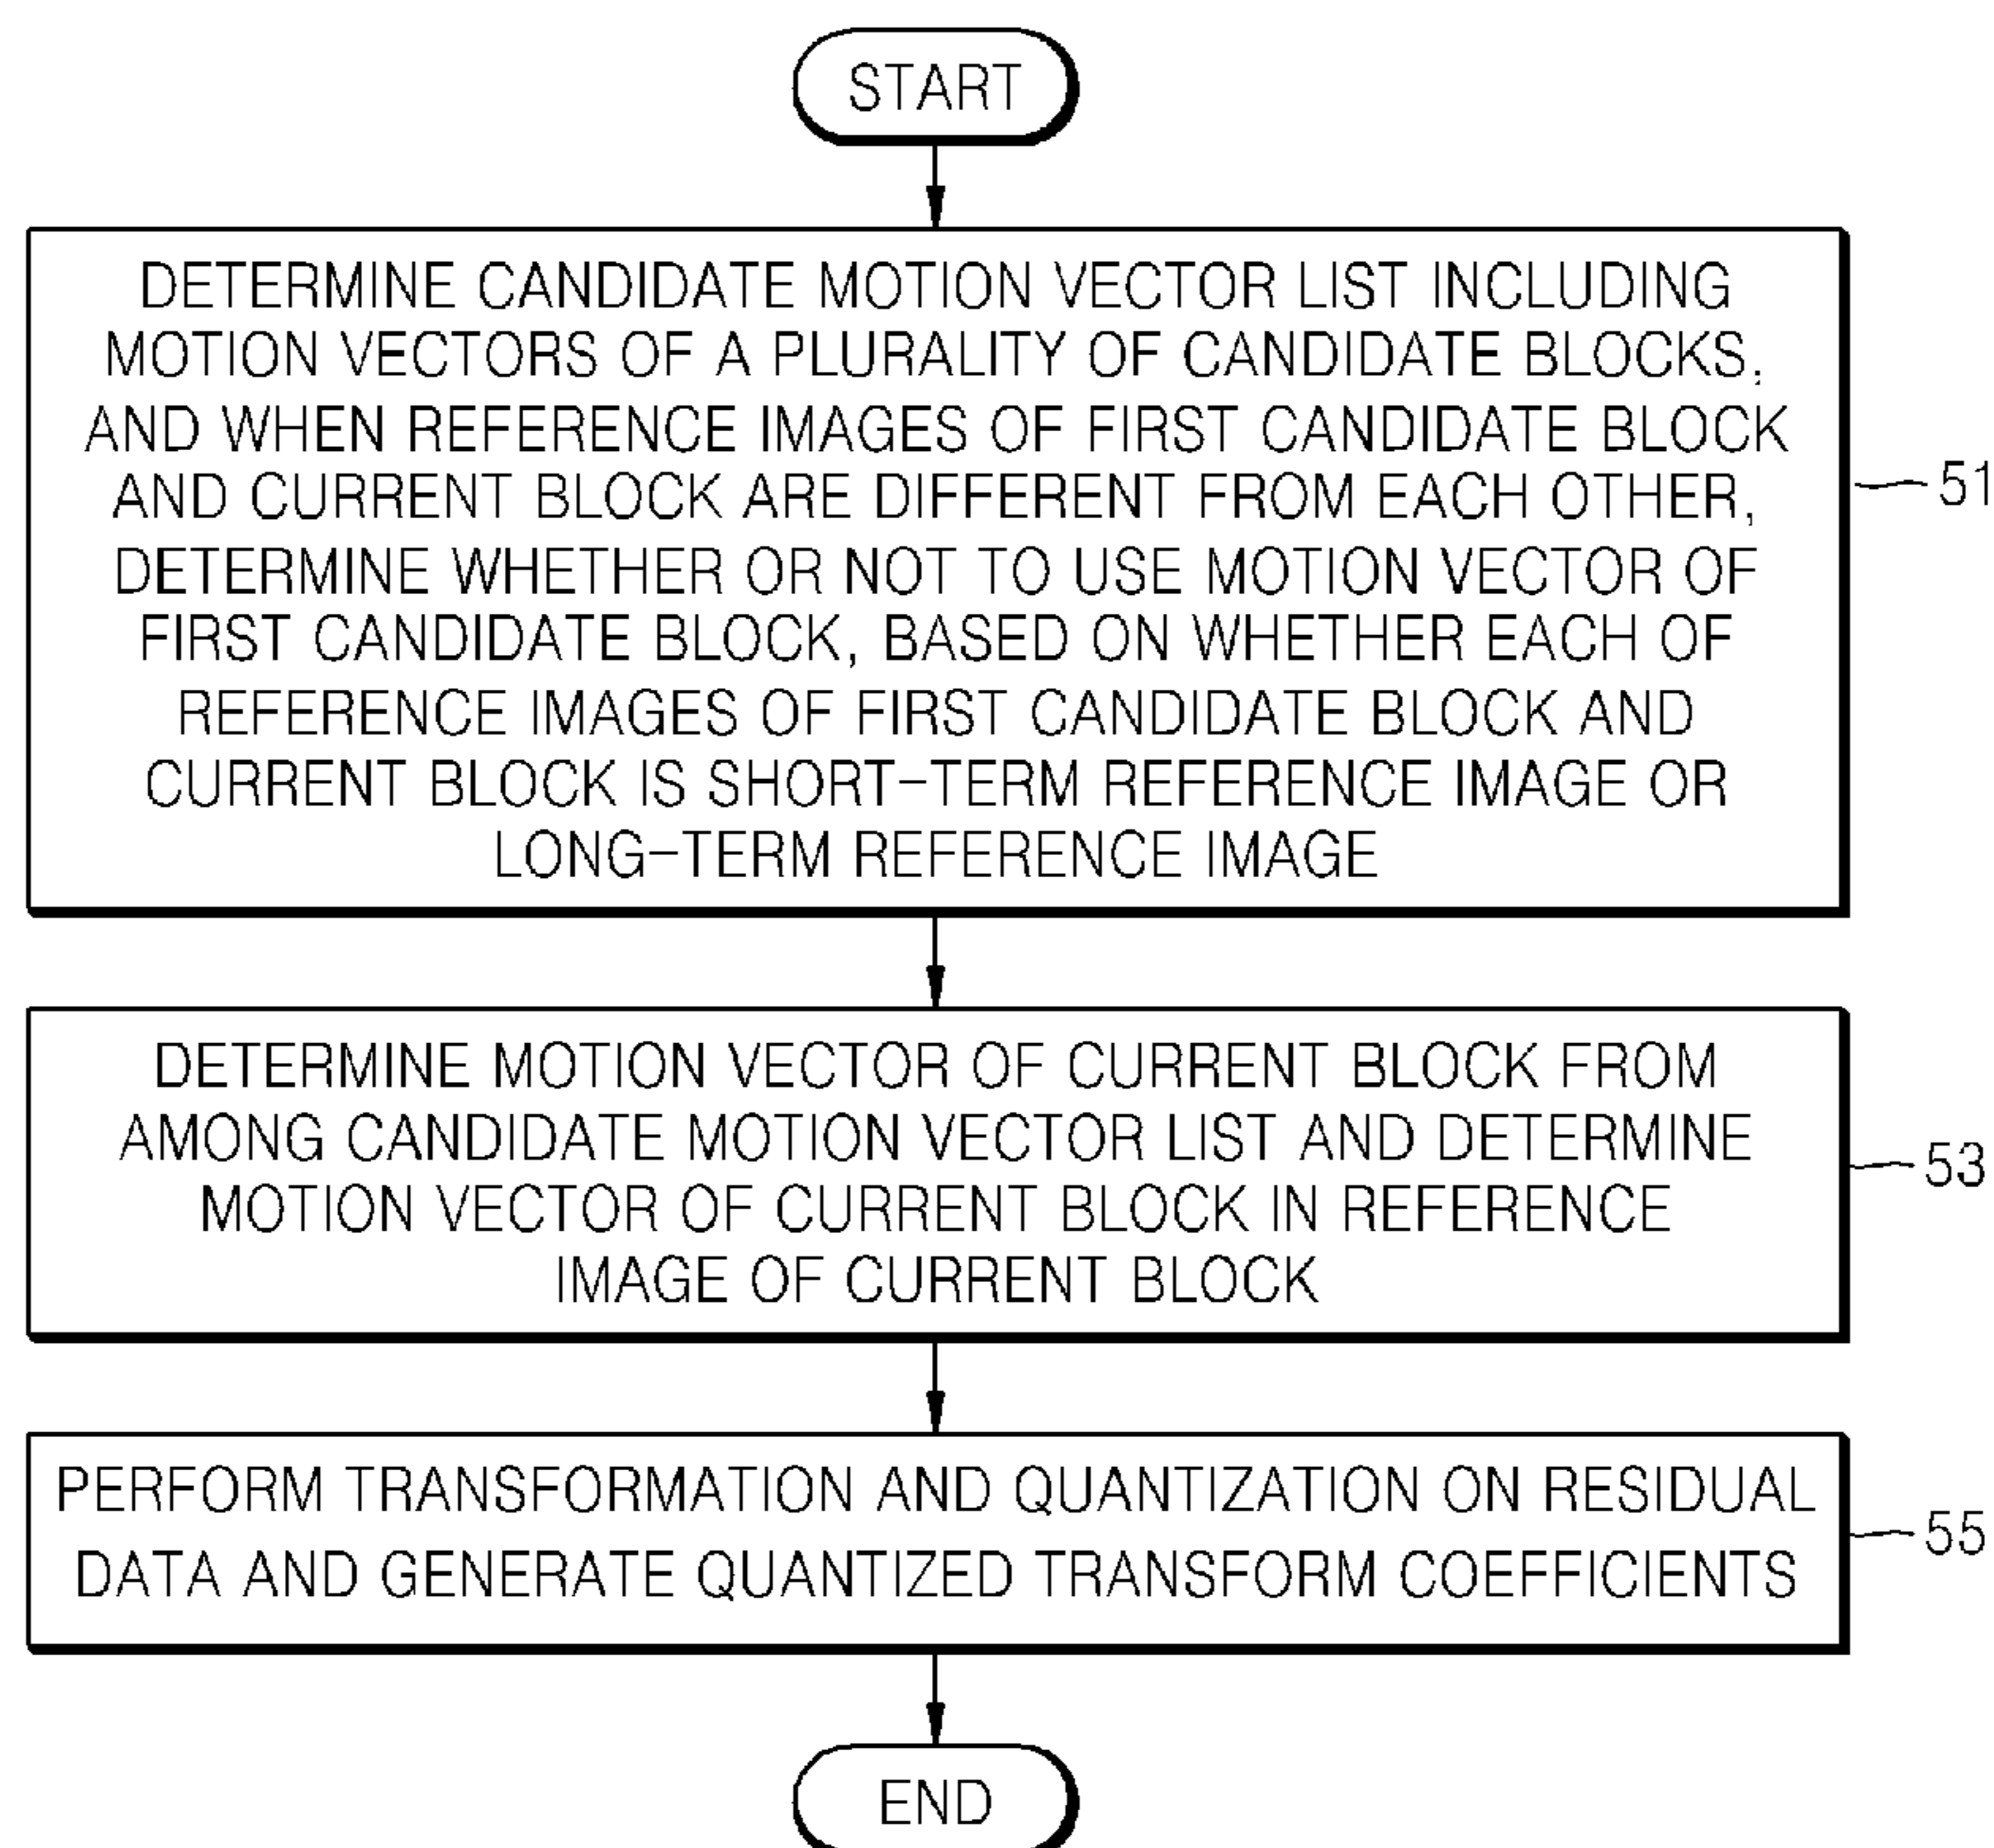 START
DETERMINE CANDIDATE MOTION VECTOR LIST INCLUDING
MOTION VECTORS OF A PLURALITY OF CANDIDATE BLOCKS,
AND WHEN REFERENCE IMAGES OF FIRST CANDIDATE BLOCK
AND CURRENT BLOCK ARE DIFFERENT FROM EACH OTHER,
DETERMINE WHETHER OR NOT TO USE MOTION VECTOR OF
FIRST CANDIDATE BLOCK, BASED ON WHETHER EACH OF
REFERENCE IMAGES OF FIRST CANDIDATE BLOCK AND
CURRENT BLOCK IS SHORT-TERM REFERENCE IMAGE OR
LONG-TERM REFERENCE IMAGE
51
DETERMINE MOTION VECTOR OF CURRENT BLOCK FROM
AMONG CANDIDATE MOTION VECTOR LIST AND DETERMINE
MOTION VECTOR OF CURRENT BLOCK IN REFERENCE
IMAGE OF CURRENT BLOCK
53
PERFORM TRANSFORMATION AND QUANTIZATION ON RESIDUAL
DATA AND GENERATE QUANTIZED TRANSFORM COEFFICIENTS
55
END